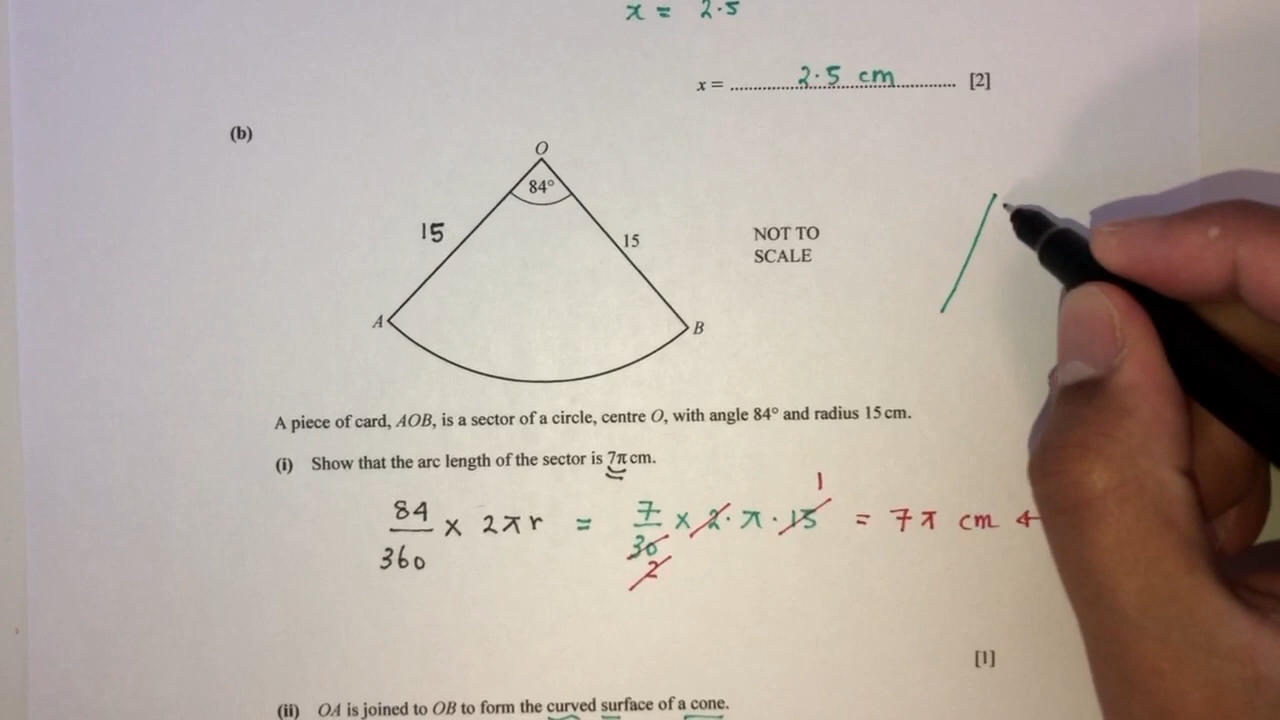 x = 2.5
x = ........ 2.5 cm ........ [2]
(b)
O
84°
15
15
NOT TO
SCALE
A
B
A piece of card, AOB, is a sector of a circle, centre O, with angle 84° and radius 15 cm.
(i) Show that the arc length of the sector is 7π cm.
84/360 × 2πr = 7/30 × 2 · π · 15 = 7π cm ←
1
2
[1]
(ii) OA is joined to OB to form the curved surface of a cone.